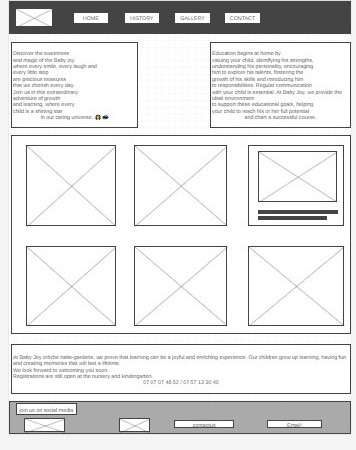 HOME HISTORY GALLERY CONTACT
Discover the sweetness
and magic of the Baby joy
where every smile, every laugh and
every little step
are precious treasures
that we cherish every day.
Join us in this extraordinary
adventure of growth
and learning, where every
child is a shining star
in our caring universe.
Education begins at home by
valuing your child, identifying his strengths,
understanding his personality, encouraging
him to explore his talents, fostering the
growth of his skills and introducing him
to responsibilities. Regular communication
with your child is essential. At Baby Joy, we provide the
ideal environment
to support these educational goals, helping
your child to reach his or her full potential
and chart a successful course.
At Baby Joy crèche halte-garderie, we prove that learning can be a joyful and enriching experience. Our children grow up learning, having fun
and creating memories that will last a lifetime.
We look forward to welcoming you soon.
Registrations are still open at the nursery and kindergarten
07 07 07 48 52 / 07 57 13 30 40
join us on social media
contactus Email: